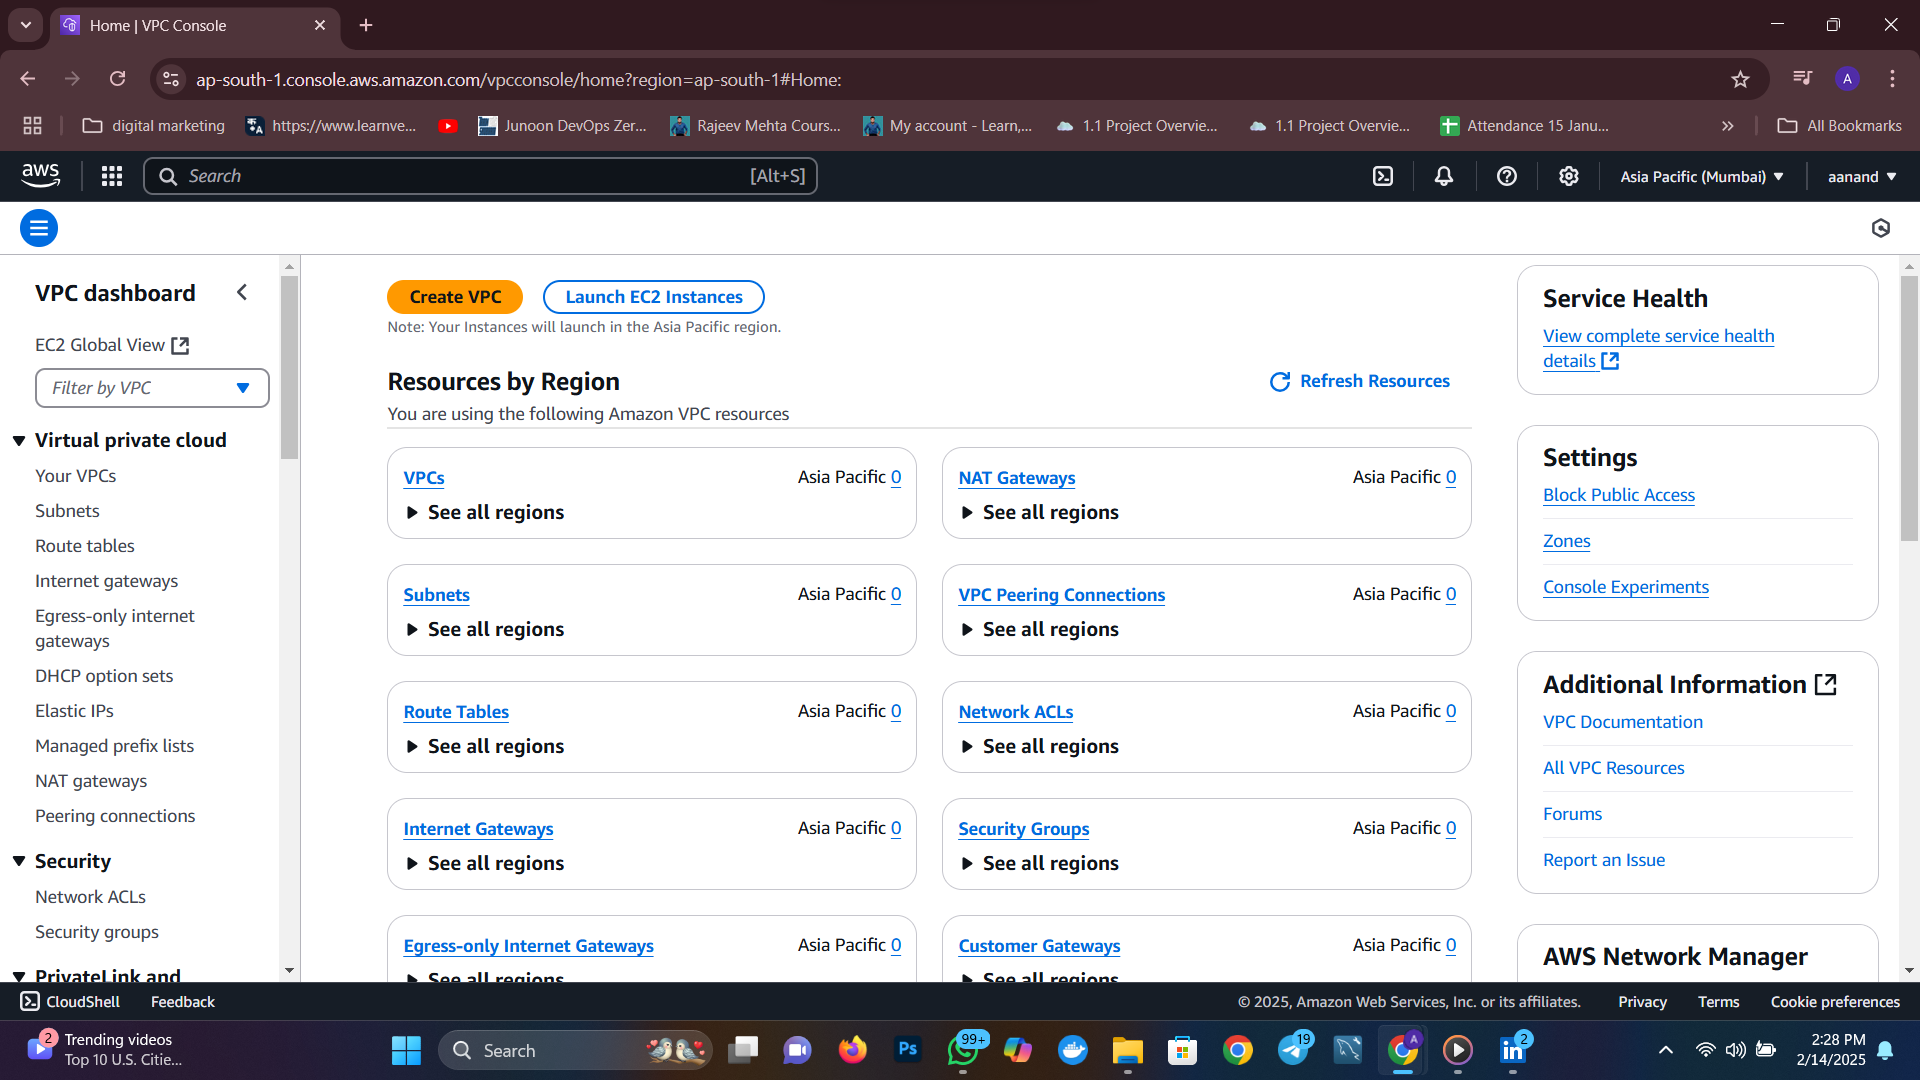 Home | VPC Console
ap-south-1.console.aws.amazon.com/vpcconsole/home?region=ap-south-1#Home:
A
digital marketing
https://www.learnve...
Junoon DevOps Zer...
Rajeev Mehta Cours...
My account - Learn,...
1.1 Project Overvie...
1.1 Project Overvie...
Attendance 15 Janu...
All Bookmarks
aws
Search
[Alt+S]
Asia Pacific (Mumbai)
aanand
VPC dashboard
EC2 Global View
Filter by VPC
Virtual private cloud
Your VPCs
Subnets
Route tables
Internet gateways
Egress-only internet
gateways
DHCP option sets
Elastic IPs
Managed prefix lists
NAT gateways
Peering connections
Security
Network ACLs
Security groups
PrivateLink and
Create VPC
Launch EC2 Instances
Note: Your Instances will launch in the Asia Pacific region.
Resources by Region
Refresh Resources
You are using the following Amazon VPC resources
VPCs
Asia Pacific 0
See all regions
NAT Gateways
Asia Pacific 0
See all regions
Subnets
Asia Pacific 0
See all regions
VPC Peering Connections
Asia Pacific 0
See all regions
Route Tables
Asia Pacific 0
See all regions
Network ACLs
Asia Pacific 0
See all regions
Internet Gateways
Asia Pacific 0
See all regions
Security Groups
Asia Pacific 0
See all regions
Egress-only Internet Gateways
Asia Pacific 0
See all regions
Customer Gateways
Asia Pacific 0
See all regions
Service Health
View complete service health
details
Settings
Block Public Access
Zones
Console Experiments
Additional Information
VPC Documentation
All VPC Resources
Forums
Report an Issue
AWS Network Manager
CloudShell
Feedback
© 2025, Amazon Web Services, Inc. or its affiliates.
Privacy
Terms
Cookie preferences
2
Trending videos
Top 10 U.S. Citie...
Search
Ps
99+
19
A
in
2
2:28 PM
2/14/2025